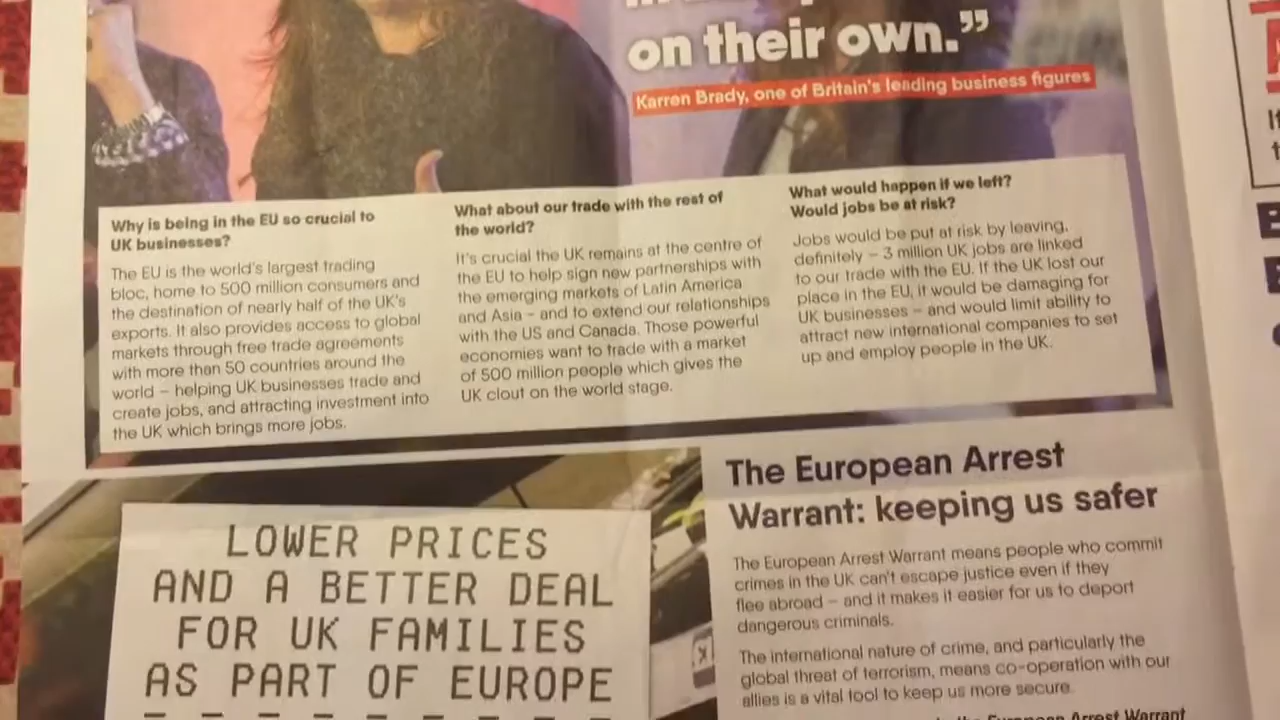 on their own.”
Karren Brady, one of Britain's leading business figures
Why is being in the EU so crucial to
UK businesses?
The EU is the world's largest trading
bloc, home to 500 million consumers and
the destination of nearly half of the UK's
exports. It also provides access to global
markets through free trade agreements
with more than 50 countries around the
world – helping UK businesses trade and
create jobs, and attracting investment into
the UK which brings more jobs.
What about our trade with the rest of
the world?
It's crucial the UK remains at the centre of
the EU to help sign new partnerships with
the emerging markets of Latin America
and Asia – and to extend our relationships
with the US and Canada. Those powerful
economies want to trade with a market
of 500 million people which gives the
UK clout on the world stage.
What would happen if we left?
Would jobs be at risk?
Jobs would be put at risk by leaving,
definitely – 3 million UK jobs are linked
to our trade with the EU. If the UK lost our
place in the EU, it would be damaging for
UK businesses – and would limit ability to
attract new international companies to set
up and employ people in the UK.
LOWER PRICES
AND A BETTER DEAL
FOR UK FAMILIES
AS PART OF EUROPE
The European Arrest
Warrant: keeping us safer
The European Arrest Warrant means people who commit
crimes in the UK can't escape justice even if they
flee abroad – and it makes it easier for us to deport
dangerous criminals.
The international nature of crime, and particularly the
global threat of terrorism, means co-operation with our
allies is a vital tool to keep us more secure.
the European Arrest Warrant